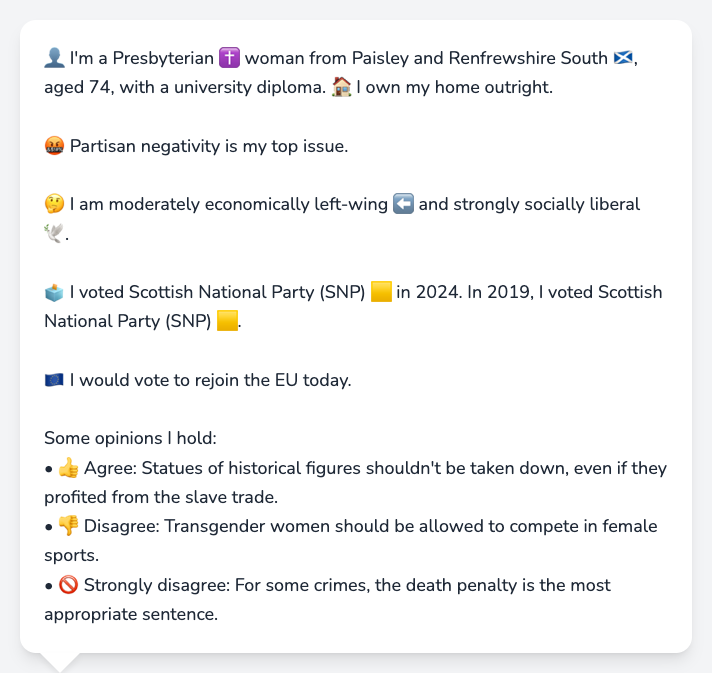 👤 I'm a Presbyterian ✝️ woman from Paisley and Renfrewshire South 🏴󠁧󠁢󠁳󠁣󠁴󠁿,
aged 74, with a university diploma. 🏠 I own my home outright.
🤬 Partisan negativity is my top issue.
🤔 I am moderately economically left-wing ⬅️ and strongly socially liberal
🕊️.
🗳️ I voted Scottish National Party (SNP) 🟨 in 2024. In 2019, I voted Scottish
National Party (SNP) 🟨.
🇪🇺 I would vote to rejoin the EU today.
Some opinions I hold:
• 👍 Agree: Statues of historical figures shouldn't be taken down, even if they
profited from the slave trade.
• 👎 Disagree: Transgender women should be allowed to compete in female
sports.
• 🚫 Strongly disagree: For some crimes, the death penalty is the most
appropriate sentence.